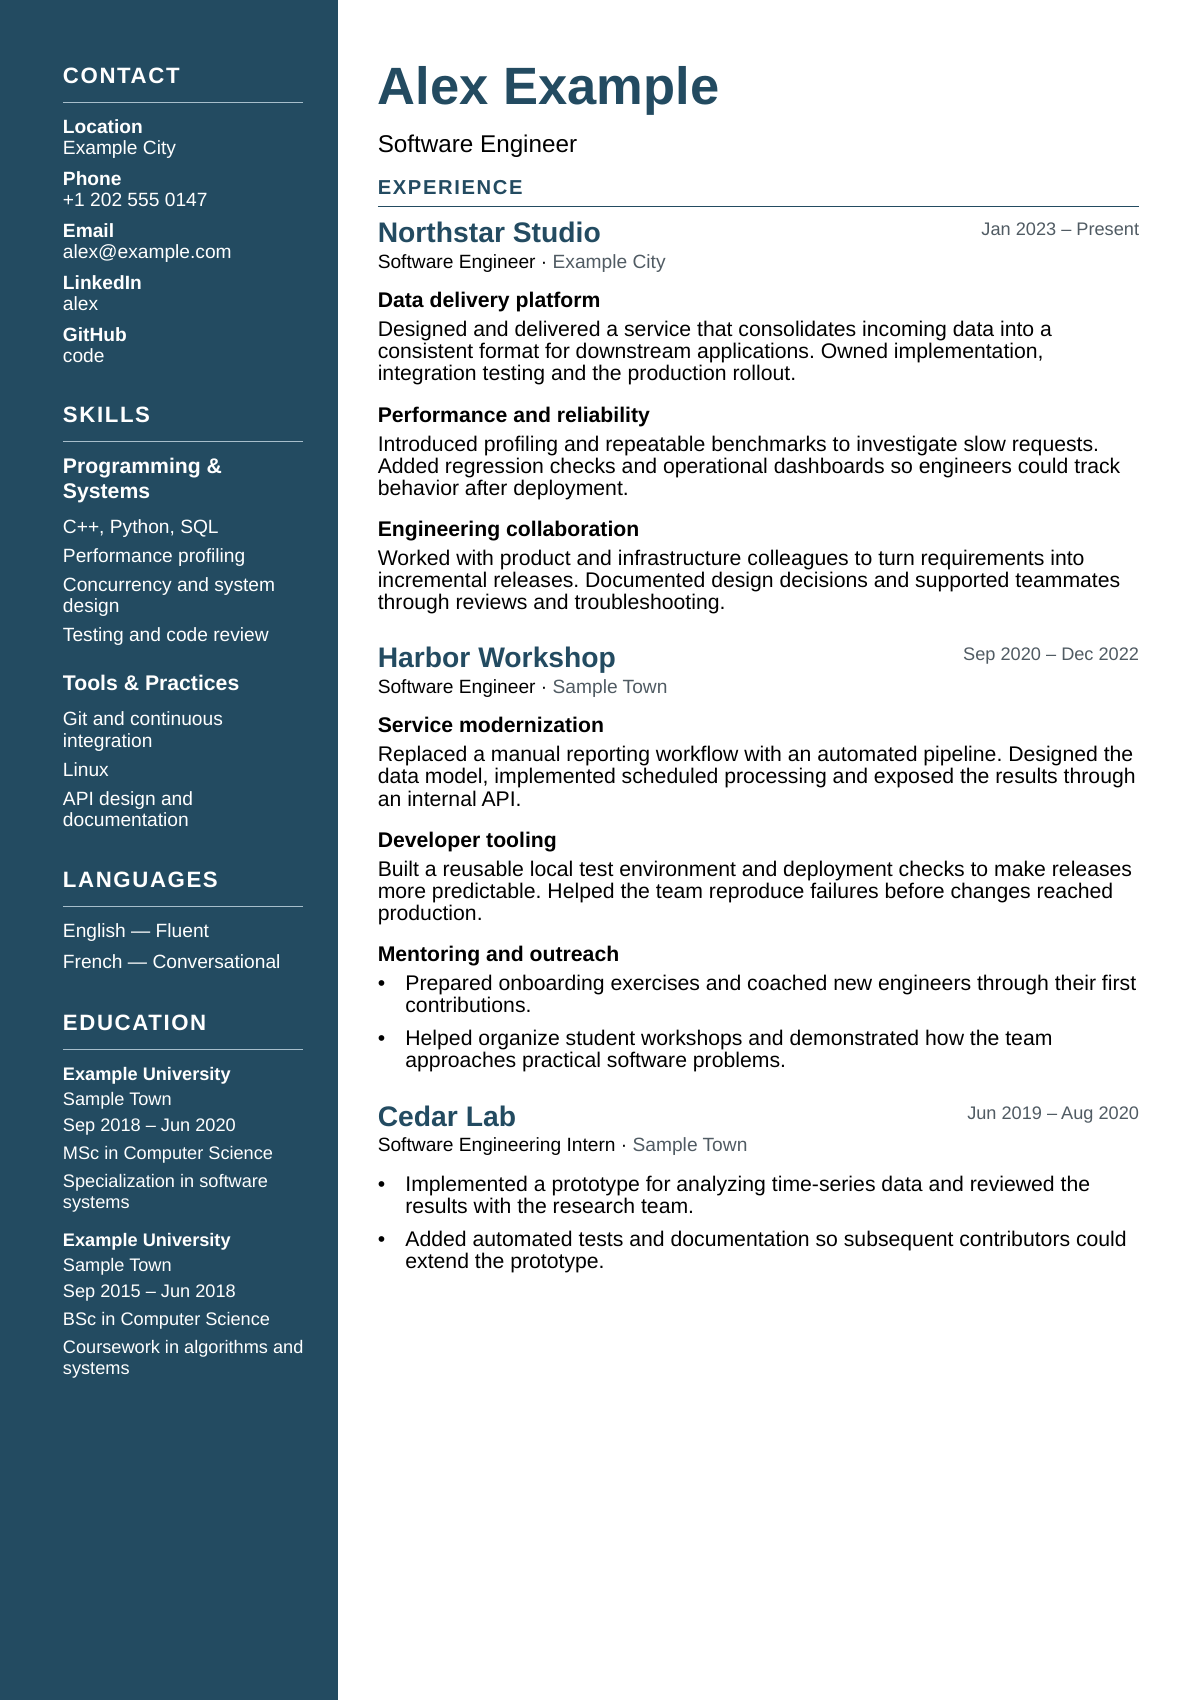 CONTACT
Location
Example City
Phone
+1 202 555 0147
Email
alex@example.com
LinkedIn
alex
GitHub
code
SKILLS
Programming &
Systems
C++, Python, SQL
Performance profiling
Concurrency and system
design
Testing and code review
Tools & Practices
Git and continuous
integration
Linux
API design and
documentation
LANGUAGES
English — Fluent
French — Conversational
EDUCATION
Example University
Sample Town
Sep 2018 – Jun 2020
MSc in Computer Science
Specialization in software
systems
Example University
Sample Town
Sep 2015 – Jun 2018
BSc in Computer Science
Coursework in algorithms and
systems
Alex Example
Software Engineer
EXPERIENCE
Northstar Studio Jan 2023 – Present
Software Engineer · Example City
Data delivery platform
Designed and delivered a service that consolidates incoming data into a
consistent format for downstream applications. Owned implementation,
integration testing and the production rollout.
Performance and reliability
Introduced profiling and repeatable benchmarks to investigate slow requests.
Added regression checks and operational dashboards so engineers could track
behavior after deployment.
Engineering collaboration
Worked with product and infrastructure colleagues to turn requirements into
incremental releases. Documented design decisions and supported teammates
through reviews and troubleshooting.
Harbor Workshop Sep 2020 – Dec 2022
Software Engineer · Sample Town
Service modernization
Replaced a manual reporting workflow with an automated pipeline. Designed the
data model, implemented scheduled processing and exposed the results through
an internal API.
Developer tooling
Built a reusable local test environment and deployment checks to make releases
more predictable. Helped the team reproduce failures before changes reached
production.
Mentoring and outreach
• Prepared onboarding exercises and coached new engineers through their first
contributions.
• Helped organize student workshops and demonstrated how the team
approaches practical software problems.
Cedar Lab Jun 2019 – Aug 2020
Software Engineering Intern · Sample Town
• Implemented a prototype for analyzing time-series data and reviewed the
results with the research team.
• Added automated tests and documentation so subsequent contributors could
extend the prototype.